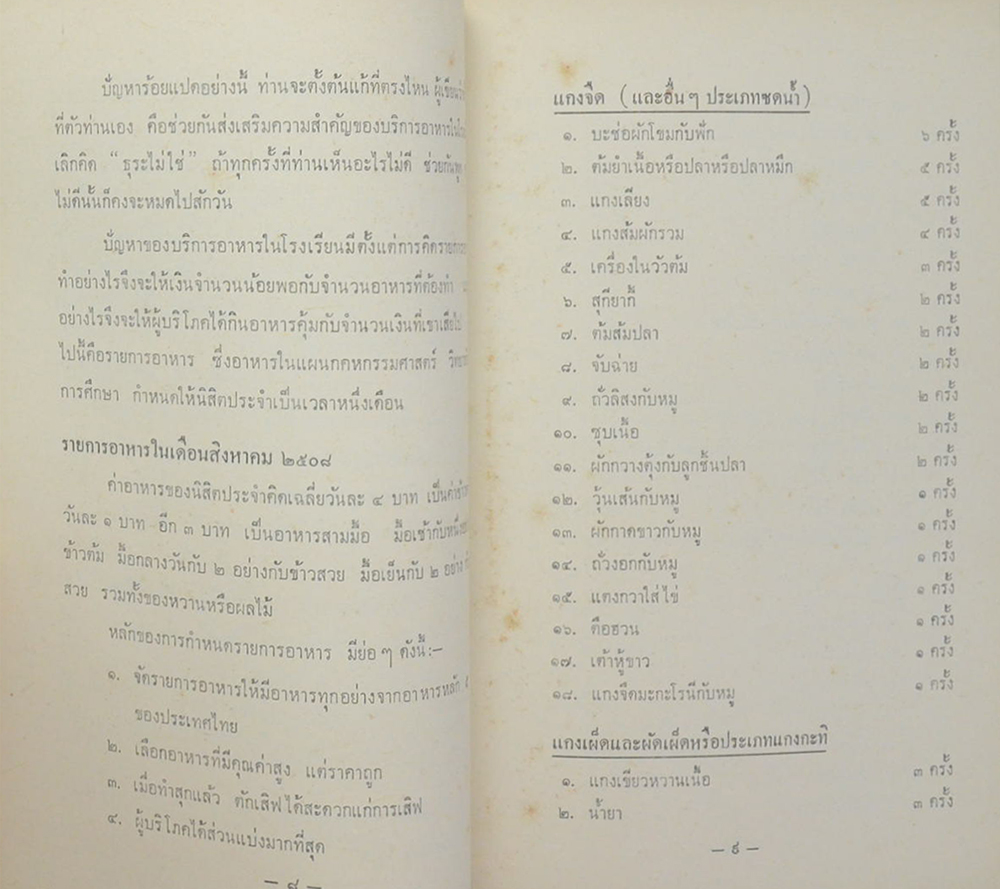 ปัญหาร้อยแปดอย่างนี้ ท่านจะตั้งต้นแก้ที่ตรงไหน ผู้เขียน
ที่ตัวท่านเอง คือช่วยกันส่งเสริมความสำคัญของบริการอาหารใน
เลิกคิด “ธุระไม่ใช่” ถ้าทุกครั้งที่ท่านเห็นอะไรไม่ดี ช่วยกัน
ไม่ดีนั้นก็คงจะหมดไปสักวัน
ปัญหาของบริการอาหารในโรงเรียนมีตั้งแต่การคิด
ทำอย่างไรจึงจะให้เงินจำนวนน้อยพอกับจำนวนอาหารที่ต้องทำ
อย่างไรจึงจะให้ผู้บริโภคได้กินอาหารคุ้มกับจำนวนเงินที่เขาเสีย
ไปนี้คือรายการอาหาร ซึ่งอาหารในแผนกคหกรรมศาสตร์
การศึกษา กำหนดให้นิสิตประจำเป็นเวลาหนึ่งเดือน
รายการอาหารในเดือนสิงหาคม ๒๕๐๘
ค่าอาหารของนิสิตประจำคิดเฉลี่ยวันละ ๔ บาท เป็นค่า
วันละ ๑ บาท อีก ๓ บาท เป็นอาหารสามมื้อ มื้อเช้ากับ
ข้าวต้ม มื้อกลางวันกับ ๒ อย่างกับข้าวสวย มื้อเย็นกับ ๒ อย่าง
สวย รวมทั้งของหวานหรือผลไม้
หลักของการกำหนดรายการอาหาร มีย่อ ๆ ดังนี้:—
๑. จัดรายการอาหารให้มีอาหารทุกอย่างจากอาหารหลัก
ของประเทศไทย
๒. เลือกอาหารที่มีคุณค่าสูง แต่ราคาถูก
๓. เมื่อทำสุกแล้ว ตักเสิฟได้สะดวกแก่การเสิฟ
๔. ผู้บริโภคได้ส่วนแบ่งมากที่สุด
— ๘ —
แกงจืด (และอื่น ๆ ประเภทซดน้ำ)
๑. บะช่อผักโขมกับฟัก ๖ ครั้ง
๒. ต้มยำเนื้อหรือปลาหรือปลาหมึก ๕ ครั้ง
๓. แกงเลียง ๕ ครั้ง
๔. แกงส้มผักรวม ๔ ครั้ง
๕. เครื่องในวัวต้ม ๓ ครั้ง
๖. สุกียากี้ ๒ ครั้ง
๗. ต้มส้มปลา ๒ ครั้ง
๘. จับฉ่าย ๒ ครั้ง
๙. ถั่วลิสงกับหมู ๒ ครั้ง
๑๐. ซุบเนื้อ ๒ ครั้ง
๑๑. ผักกวางตุ้งกับลูกชิ้นปลา ๒ ครั้ง
๑๒. วุ้นเส้นกับหมู ๑ ครั้ง
๑๓. ผักกาดขาวกับหมู ๑ ครั้ง
๑๔. ถั่วงอกกับหมู ๑ ครั้ง
๑๕. แตงกวาใส่ไข่ ๑ ครั้ง
๑๖. ตือฮวน ๑ ครั้ง
๑๗. เต้าหู้ขาว ๑ ครั้ง
๑๘. แกงจืดมะกะโรนีกับหมู ๑ ครั้ง
แกงเผ็ดและผัดเผ็ดหรือประเภทแกงกะทิ
๑. แกงเขียวหวานเนื้อ ๓ ครั้ง
๒. น้ำยา ๓ ครั้ง
— ๙ —